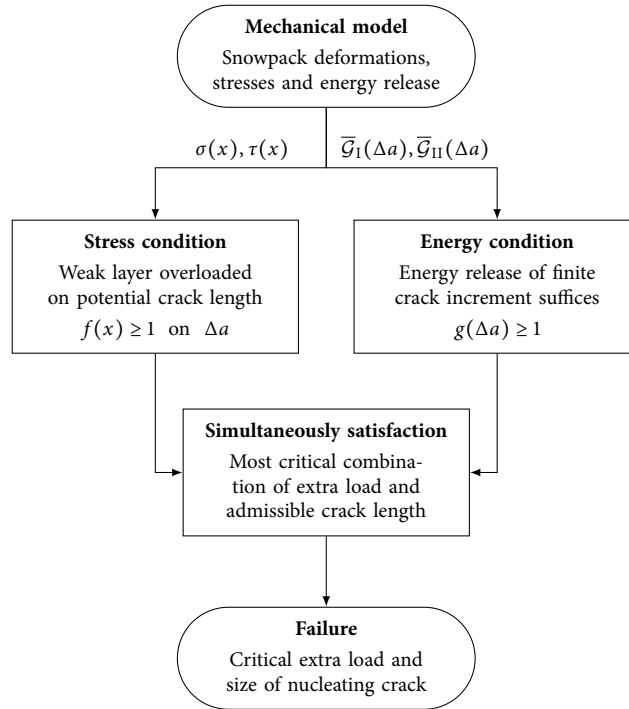 Mechanical model
Snowpack deformations,
stresses and energy release
σ(x), τ(x)
𝒢̅_I(Δa), 𝒢̅_II(Δa)
Stress condition
Weak layer overloaded
on potential crack length
f(x) ≥ 1 on Δa
Energy condition
Energy release of finite
crack increment suffices
g(Δa) ≥ 1
Simultaneously satisfaction
Most critical combina-
tion of extra load and
admissible crack length
Failure
Critical extra load and
size of nucleating crack